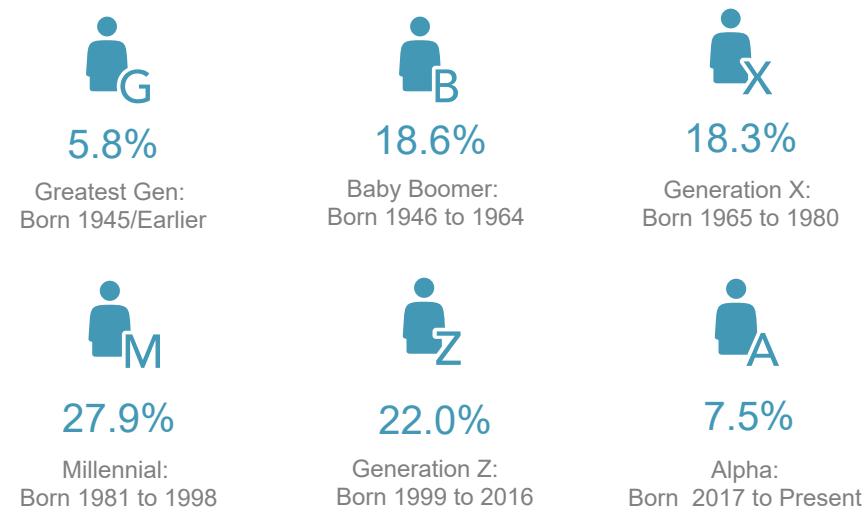 G
5.8%
Greatest Gen:
Born 1945/Earlier
B
18.6%
Baby Boomer:
Born 1946 to 1964
X
18.3%
Generation X:
Born 1965 to 1980
M
27.9%
Millennial:
Born 1981 to 1998
Z
22.0%
Generation Z:
Born 1999 to 2016
A
7.5%
Alpha:
Born  2017 to Present